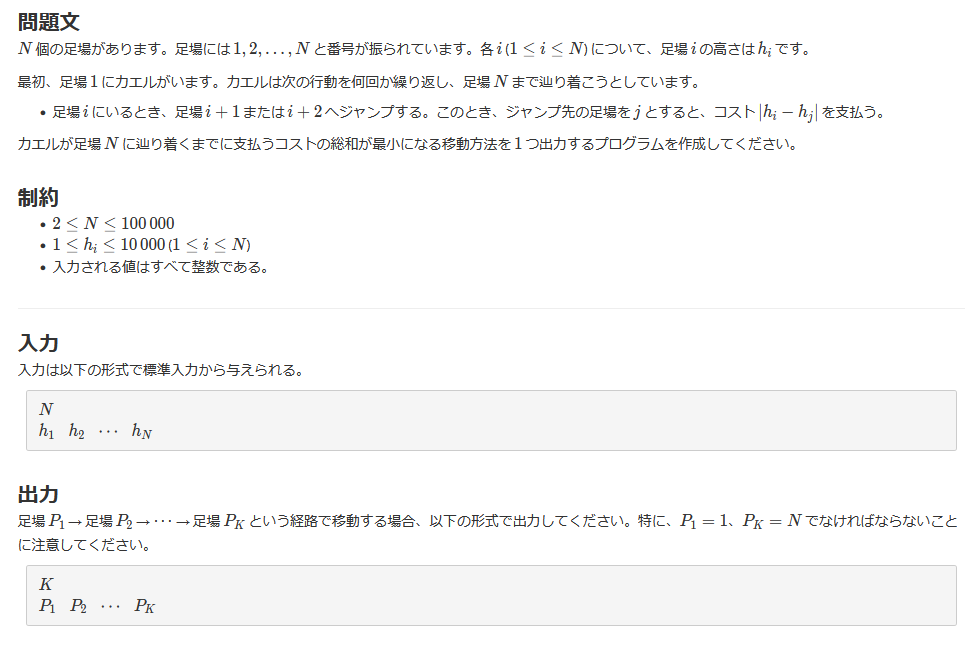 問題文
N 個の足場があります。足場には 1, 2, . . . , N と番号が振られています。各 i (1 ≤ i ≤ N) について、足場 i の高さは h_i です。
最初、足場 1 にカエルがいます。カエルは次の行動を何回か繰り返し、足場 N まで辿り着こうとしています。
• 足場 i にいるとき、足場 i + 1 または i + 2 へジャンプする。このとき、ジャンプ先の足場を j とすると、コスト |h_i − h_j| を支払う。
カエルが足場 N に辿り着くまでに支払うコストの総和が最小になる移動方法を 1 つ出力するプログラムを作成してください。
制約
• 2 ≤ N ≤ 100 000
• 1 ≤ h_i ≤ 10 000 (1 ≤ i ≤ N)
• 入力される値はすべて整数である。
入力
入力は以下の形式で標準入力から与えられる。
N
h_1 h_2 ⋯ h_N
出力
足場 P_1 → 足場 P_2 → ⋯ → 足場 P_K という経路で移動する場合、以下の形式で出力してください。特に、P_1 = 1、P_K = N でなければならないこと
に注意してください。
K
P_1 P_2 ⋯ P_K